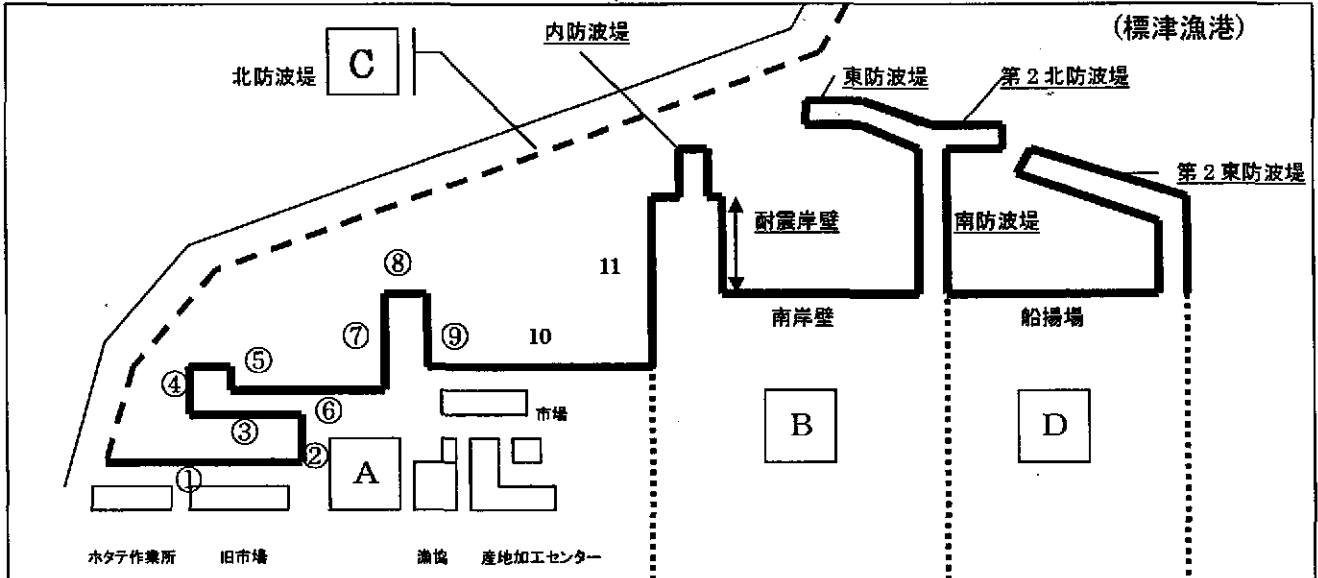 (標津漁港)
内防波堤
北防波堤
C
東防波堤
第2北防波堤
第2東防波堤
耐震岸壁
南防波堤
⑧
11
南岸壁
船揚場
⑦
⑨
10
⑤
④
⑥
③
②
①
市場
A
B
D
ホタテ作業所
旧市場
漁協
産地加工センター